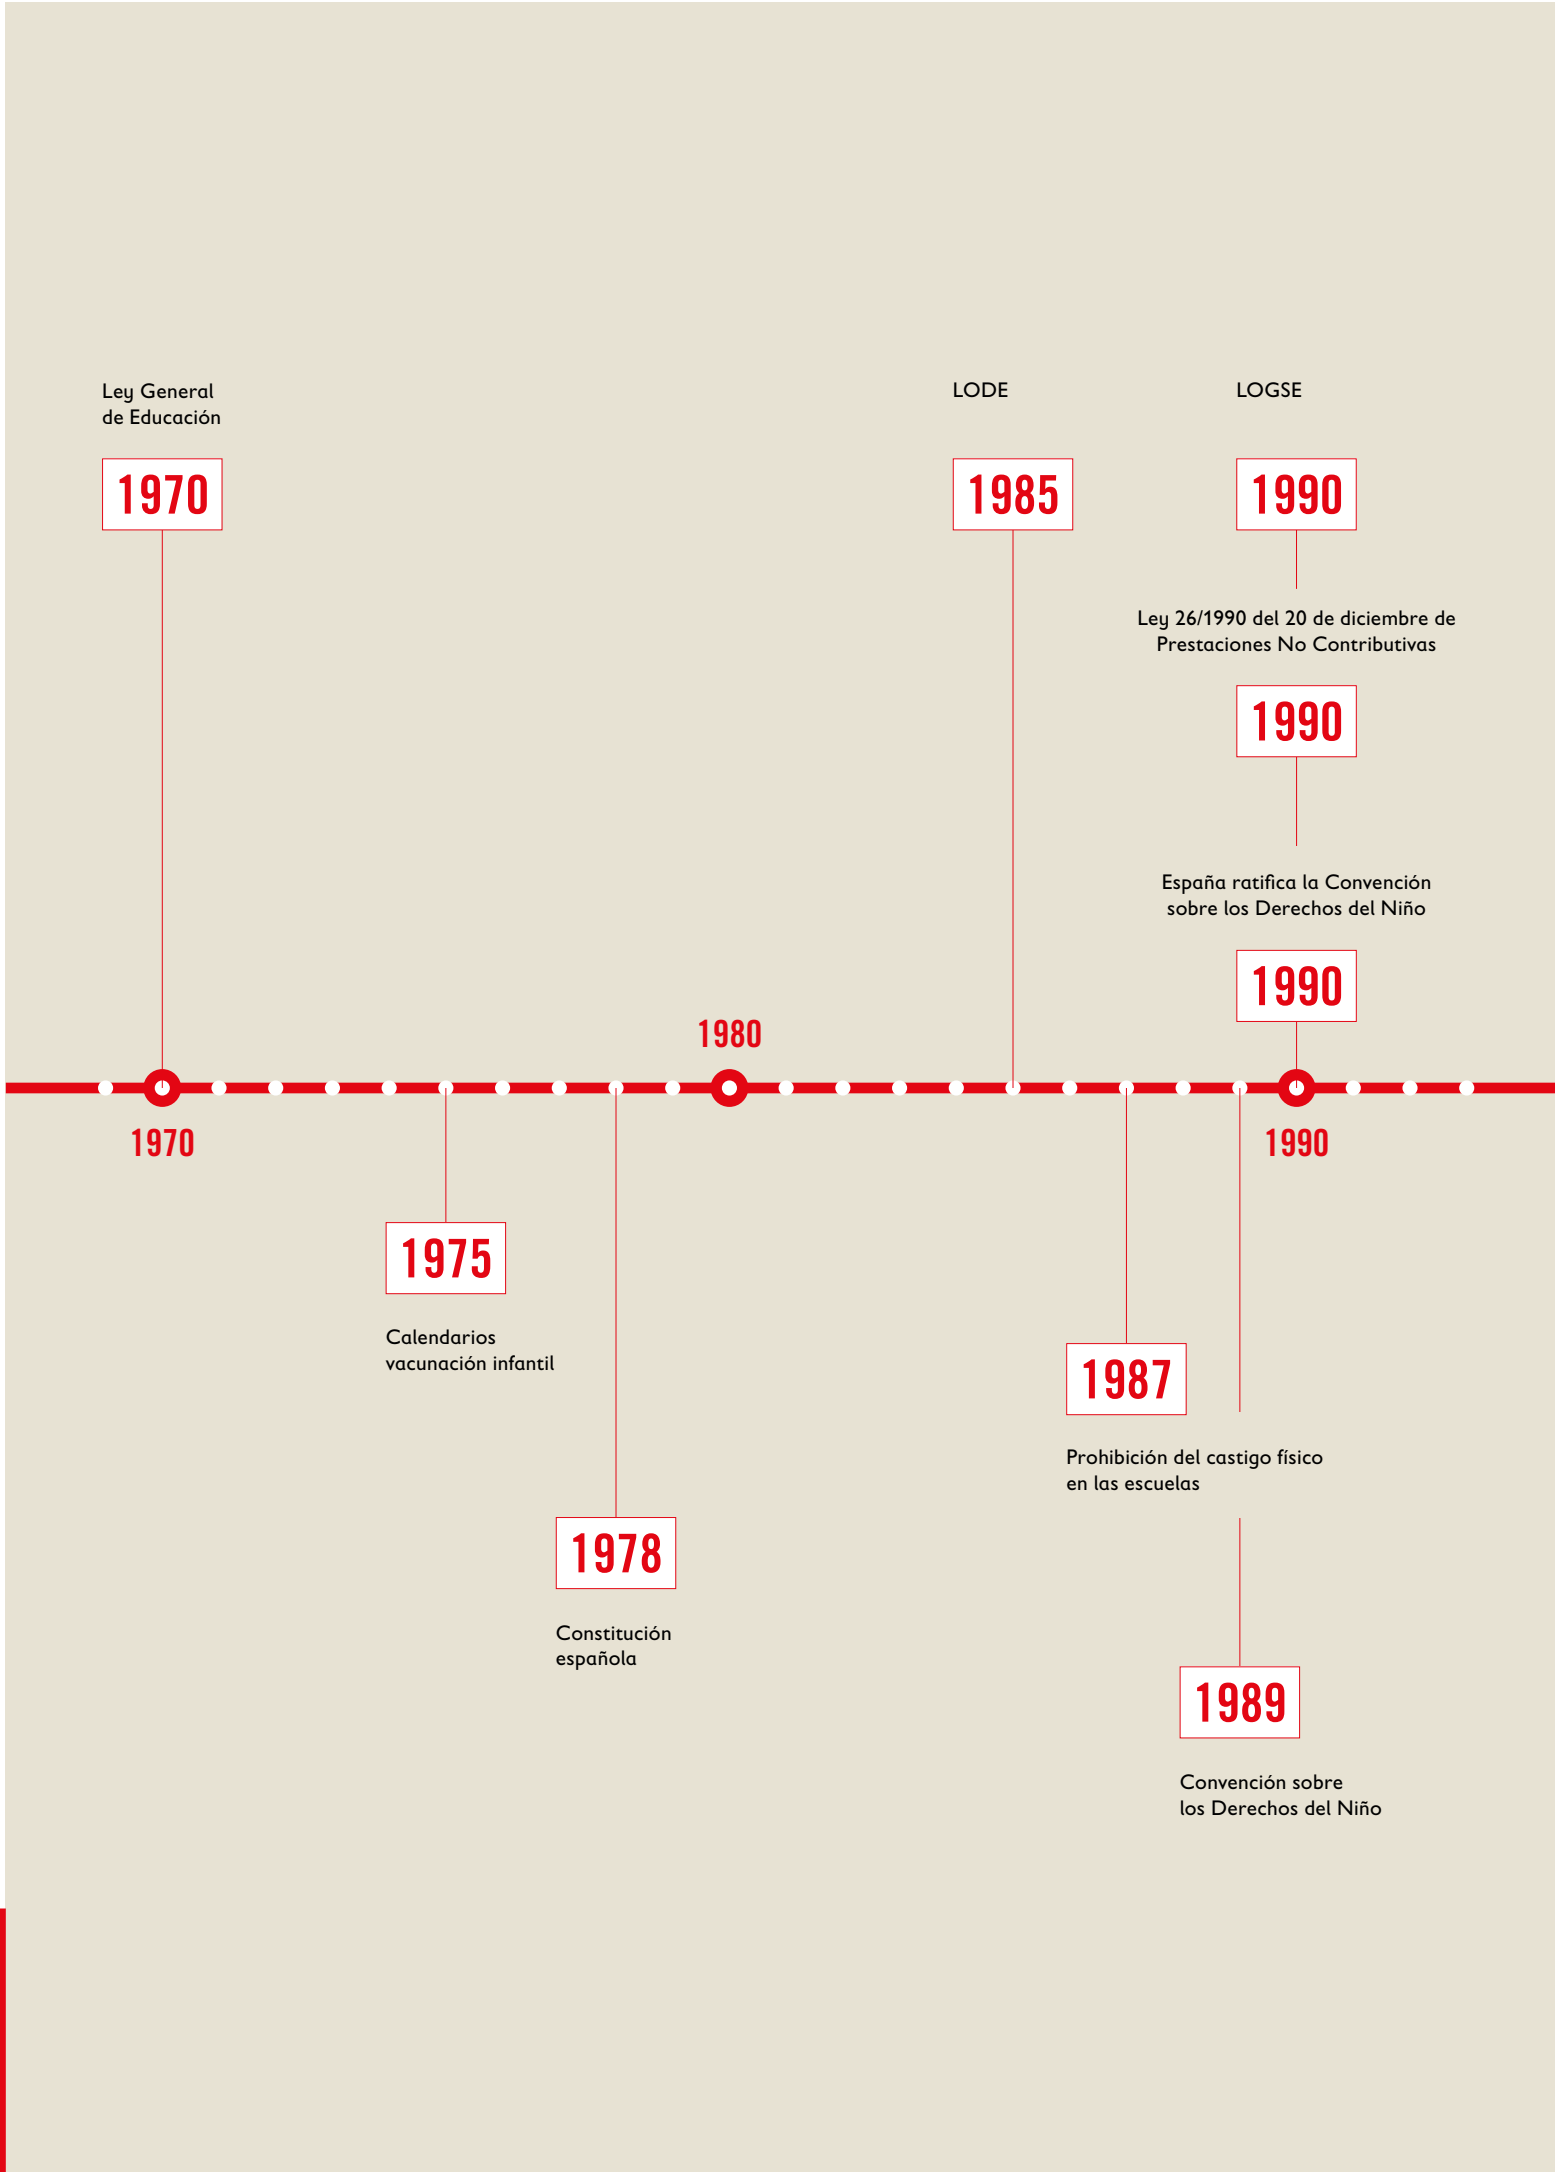 Ley General
de Educación
1970
LODE
1985
LOGSE
1990
Ley 26/1990 del 20 de diciembre de
Prestaciones No Contributivas
1990
España ratifica la Convención
sobre los Derechos del Niño
1990
1980
1970
1990
1975
Calendarios
vacunación infantil
1978
Constitución
española
1987
Prohibición del castigo físico
en las escuelas
1989
Convención sobre
los Derechos del Niño